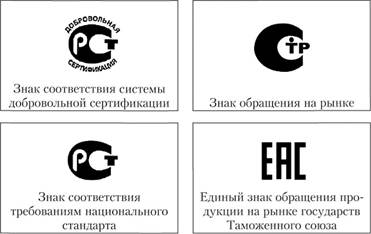 ДОБРОВОЛЬНАЯ
РСТ
СЕРТИФИКАЦИЯ
Знак соответствия системы
добровольной сертификации
СТР
Знак обращения на рынке
РСТ
Знак соответствия
требованиям национального
стандарта
ЕАС
Единый знак обращения про-
дукции на рынке государств
Таможенного союза